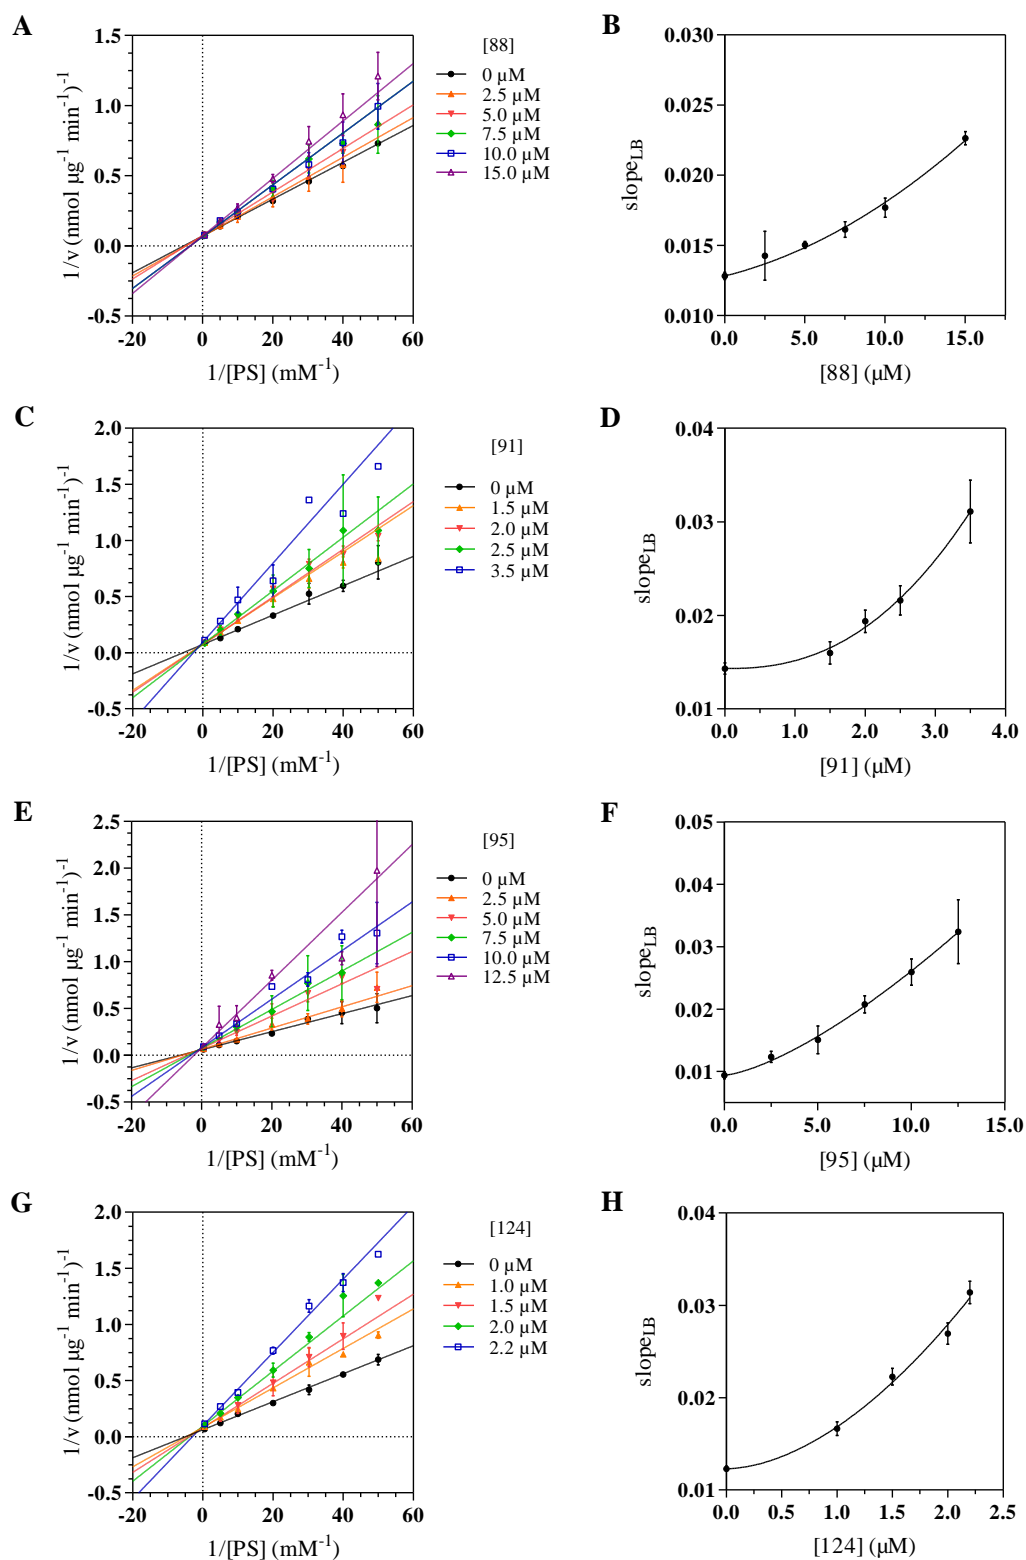 A
1/v (nmol µg⁻¹ min⁻¹)⁻¹
1.5
1.0
0.5
0.0
-0.5
-20 0 20 40 60
1/[PS] (mM⁻¹)
[88]
0 µM
2.5 µM
5.0 µM
7.5 µM
10.0 µM
15.0 µM
B
slopeLB
0.030
0.025
0.020
0.015
0.010
0.0 5.0 10.0 15.0
[88] (µM)
C
1/v (nmol µg⁻¹ min⁻¹)⁻¹
2.0
1.5
1.0
0.5
0.0
-0.5
-20 0 20 40 60
1/[PS] (mM⁻¹)
[91]
0 µM
1.5 µM
2.0 µM
2.5 µM
3.5 µM
D
slopeLB
0.04
0.03
0.02
0.01
0.0 1.0 2.0 3.0 4.0
[91] (µM)
E
1/v (nmol µg⁻¹ min⁻¹)⁻¹
2.5
2.0
1.5
1.0
0.5
0.0
-0.5
-20 0 20 40 60
1/[PS] (mM⁻¹)
[95]
0 µM
2.5 µM
5.0 µM
7.5 µM
10.0 µM
12.5 µM
F
slopeLB
0.05
0.04
0.03
0.02
0.01
0.0 5.0 10.0 15.0
[95] (µM)
G
1/v (nmol µg⁻¹ min⁻¹)⁻¹
2.0
1.5
1.0
0.5
0.0
-0.5
-20 0 20 40 60
1/[PS] (mM⁻¹)
[124]
0 µM
1.0 µM
1.5 µM
2.0 µM
2.2 µM
H
slopeLB
0.04
0.03
0.02
0.01
0.0 0.5 1.0 1.5 2.0 2.5
[124] (µM)